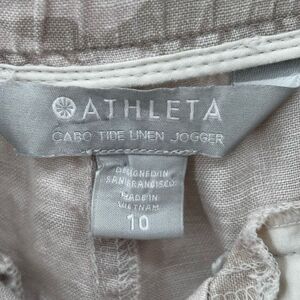 ATHLETA
CABO TIDE LINEN JOGGER
DESIGNED IN
SAN FRANCISCO
MADE IN
VIETNAM
10